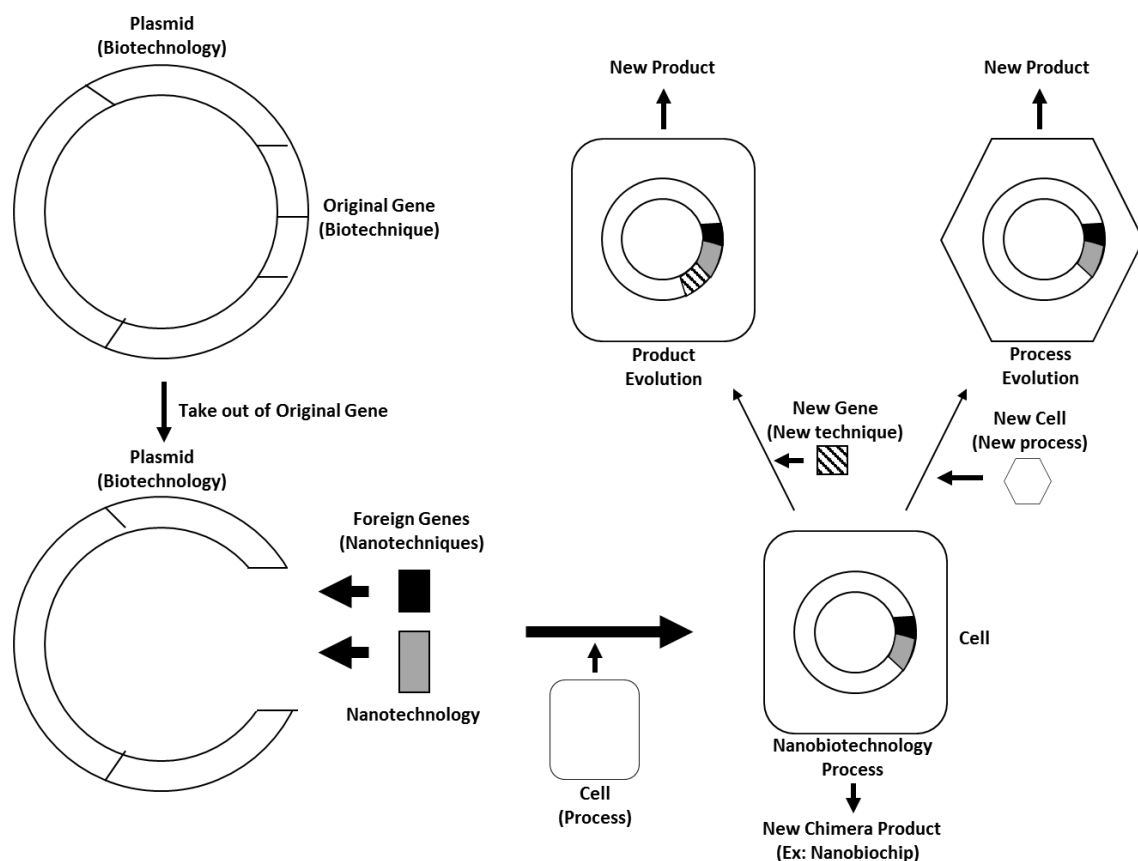 Plasmid
(Biotechnology)
Original Gene
(Biotechnique)
Take out of Original Gene
Plasmid
(Biotechnology)
Foreign Genes
(Nanotechniques)
Nanotechnology
Cell
(Process)
New Product
Product
Evolution
New Gene
(New technique)
New Product
Process
Evolution
New Cell
(New process)
Cell
Nanobiotechnology
Process
New Chimera Product
(Ex: Nanobiochip)